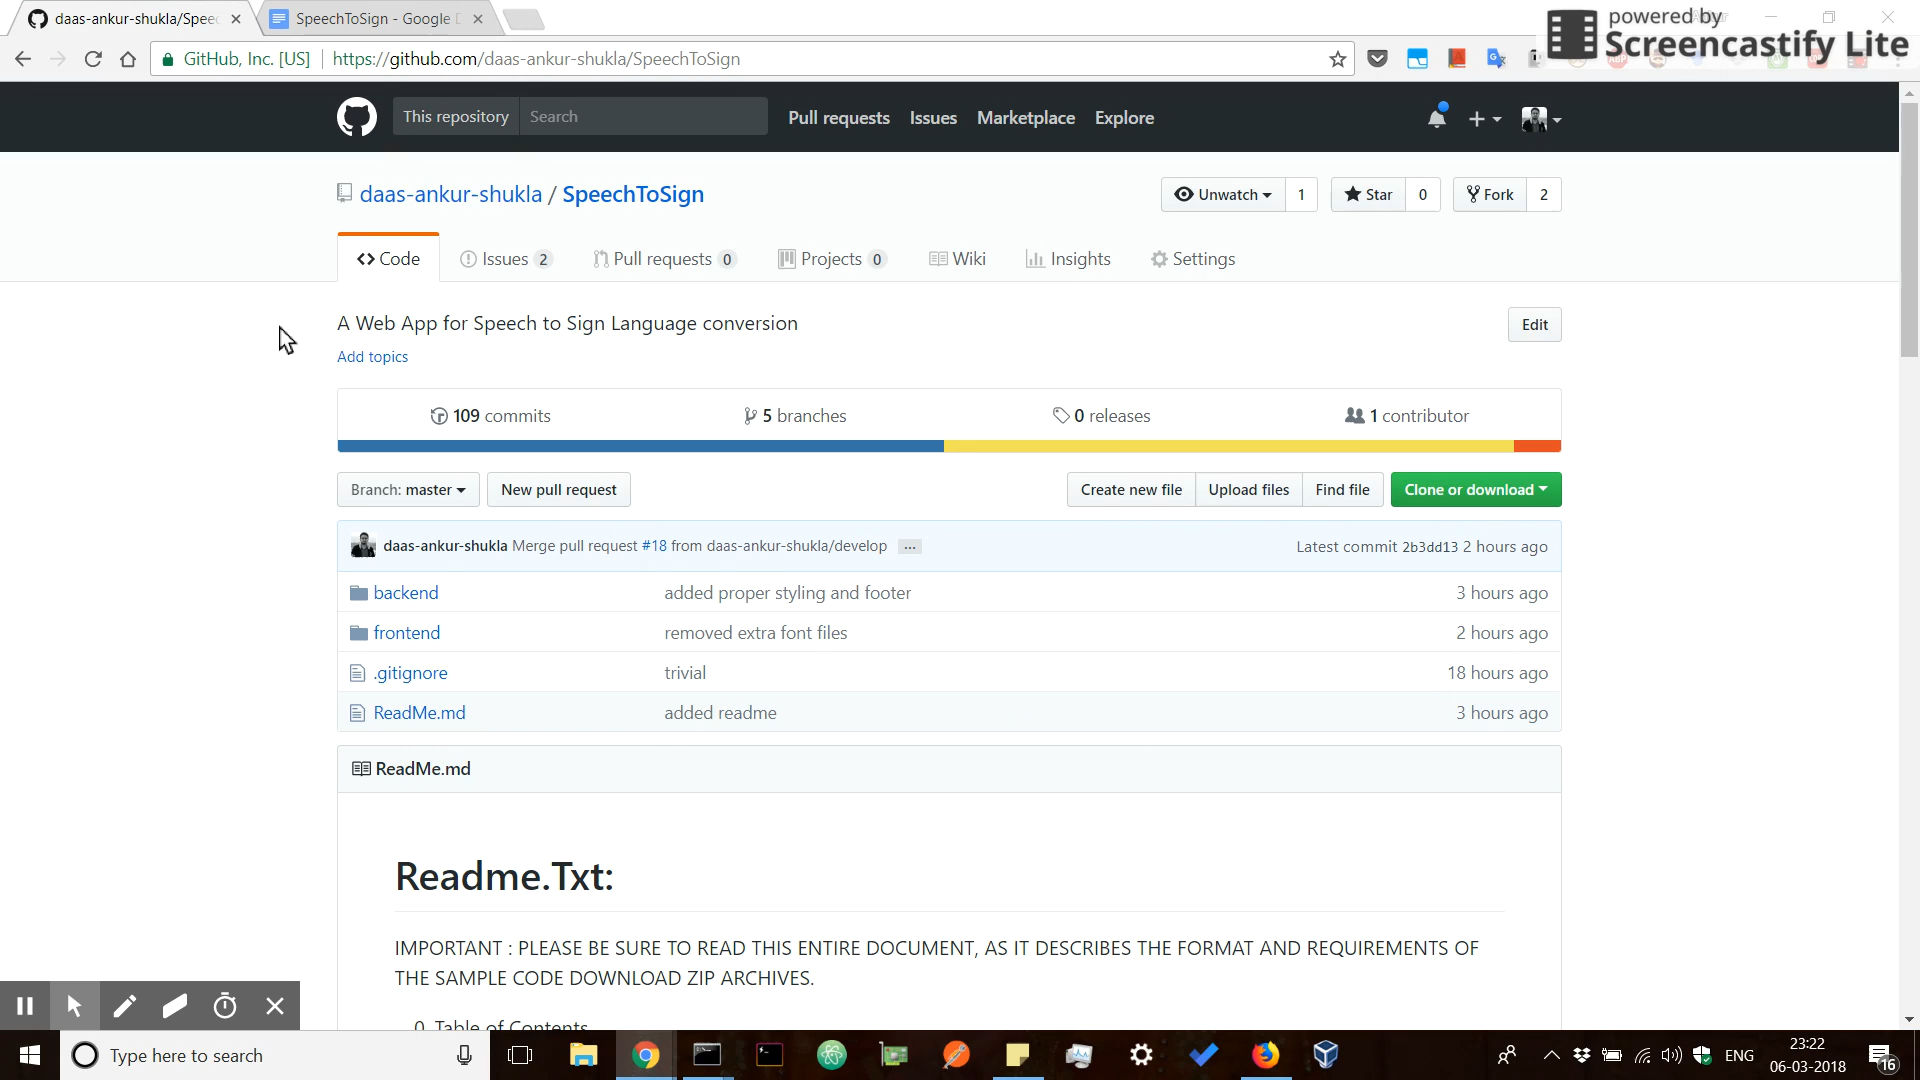 daas-ankur-shukla/Spee
SpeechToSign - Google
powered by
Screencastify Lite
GitHub, Inc. [US]
https://github.com/daas-ankur-shukla/SpeechToSign
This repository
Search
Pull requests
Issues
Marketplace
Explore
daas-ankur-shukla / SpeechToSign
Unwatch 1
Star 0
Fork 2
Code
Issues 2
Pull requests 0
Projects 0
Wiki
Insights
Settings
A Web App for Speech to Sign Language conversion
Edit
Add topics
109 commits
5 branches
0 releases
1 contributor
Branch: master
New pull request
Create new file
Upload files
Find file
Clone or download
daas-ankur-shukla Merge pull request #18 from daas-ankur-shukla/develop ...
Latest commit 2b3dd13 2 hours ago
backend added proper styling and footer 3 hours ago
frontend removed extra font files 2 hours ago
.gitignore trivial 18 hours ago
ReadMe.md added readme 3 hours ago
ReadMe.md
Readme.Txt:
IMPORTANT : PLEASE BE SURE TO READ THIS ENTIRE DOCUMENT, AS IT DESCRIBES THE FORMAT AND REQUIREMENTS OF
THE SAMPLE CODE DOWNLOAD ZIP ARCHIVES.
0. Table of Contents
Type here to search
ENG
23:22
06-03-2018
16